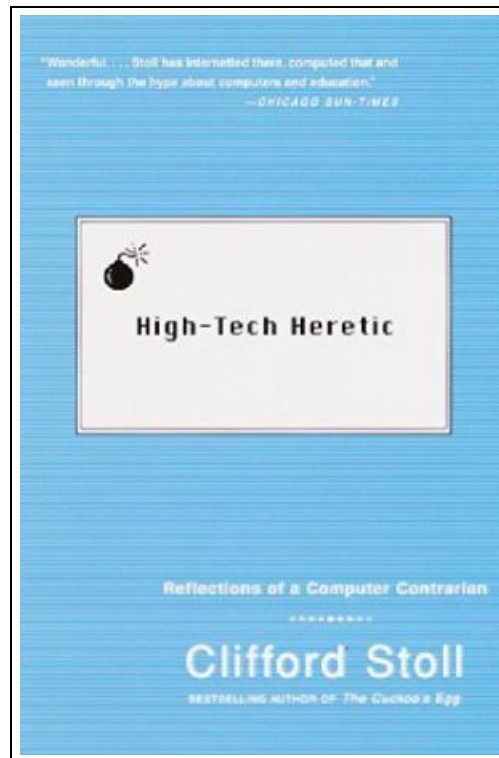 "Wonderful. . . . Stoll has internetted there, computed that and
seen through the hype about computers and education."
—CHICAGO SUN-TIMES
High-Tech Heretic
Reflections of a Computer Contrarian
Clifford Stoll
BESTSELLING AUTHOR OF The Cuckoo's Egg